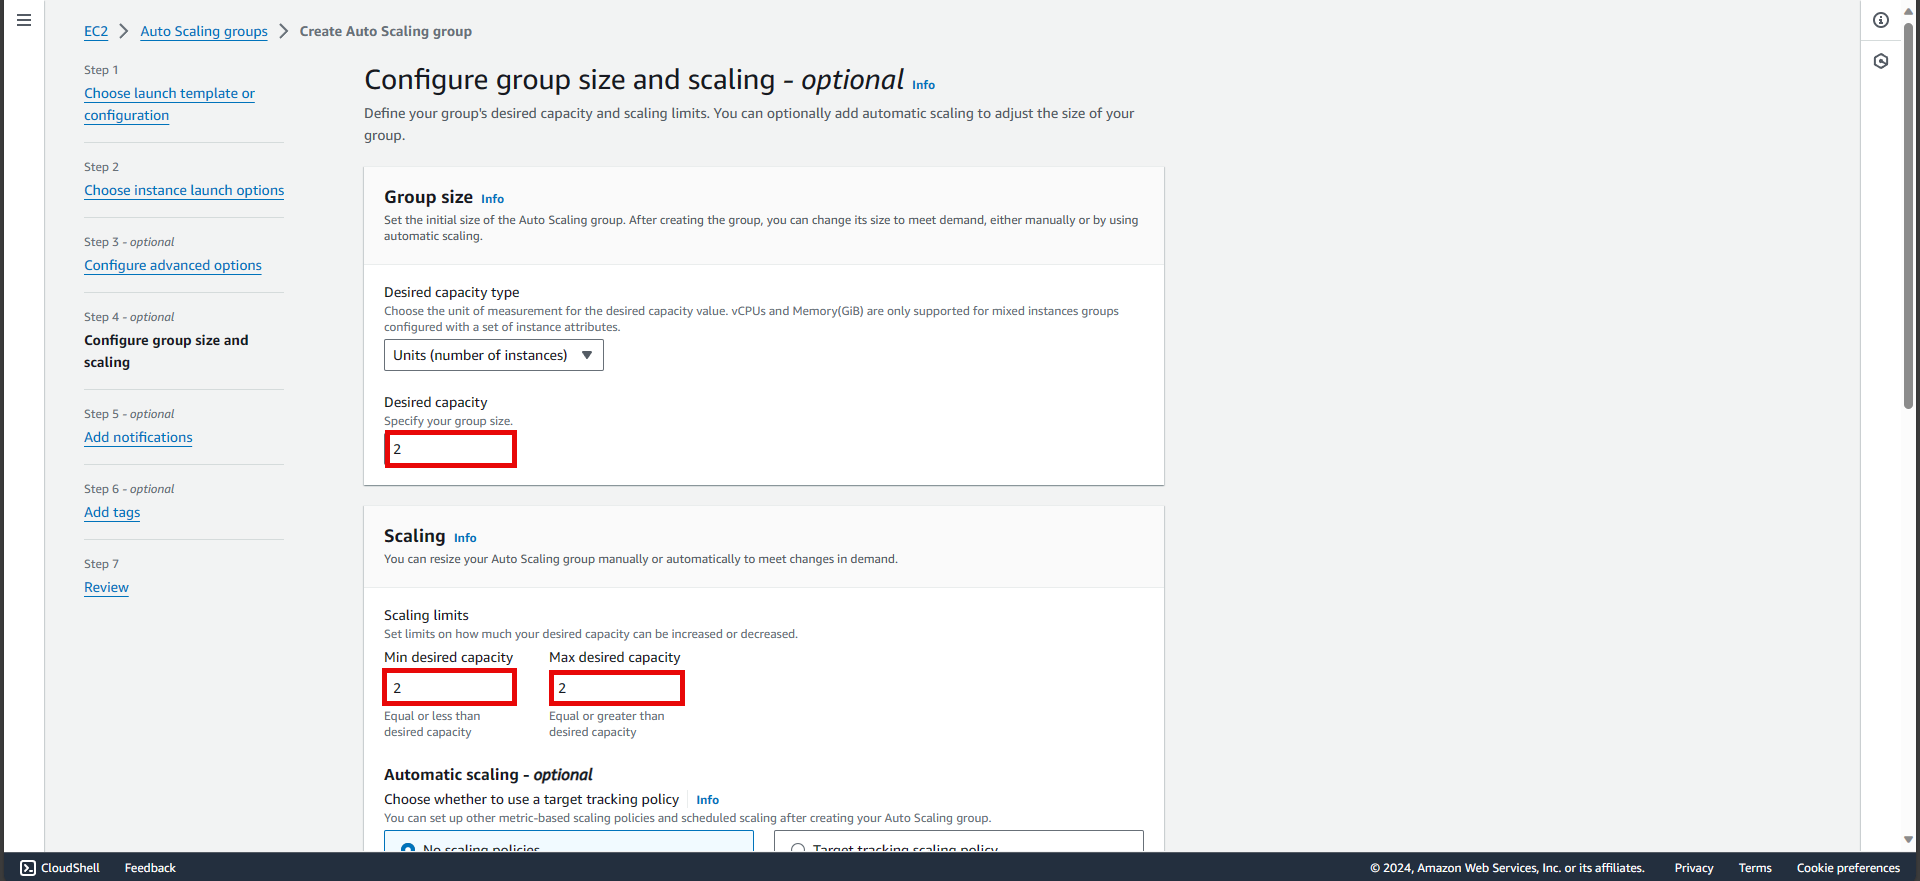 EC2 > Auto Scaling groups > Create Auto Scaling group
Step 1
Choose launch template or
configuration
Step 2
Choose instance launch options
Step 3 - optional
Configure advanced options
Step 4 - optional
Configure group size and
scaling
Step 5 - optional
Add notifications
Step 6 - optional
Add tags
Step 7
Review
Configure group size and scaling - optional Info
Define your group's desired capacity and scaling limits. You can optionally add automatic scaling to adjust the size of your
group.
Group size Info
Set the initial size of the Auto Scaling group. After creating the group, you can change its size to meet demand, either manually or by using
automatic scaling.
Desired capacity type
Choose the unit of measurement for the desired capacity value. vCPUs and Memory(GiB) are only supported for mixed instances groups
configured with a set of instance attributes.
Units (number of instances)
Desired capacity
Specify your group size.
2
Scaling Info
You can resize your Auto Scaling group manually or automatically to meet changes in demand.
Scaling limits
Set limits on how much your desired capacity can be increased or decreased.
Min desired capacity
2
Equal or less than
desired capacity
Max desired capacity
2
Equal or greater than
desired capacity
Automatic scaling - optional
Choose whether to use a target tracking policy Info
You can set up other metric-based scaling policies and scheduled scaling after creating your Auto Scaling group.
No scaling policies
Target tracking scaling policy
CloudShell Feedback © 2024, Amazon Web Services, Inc. or its affiliates. Privacy Terms Cookie preferences